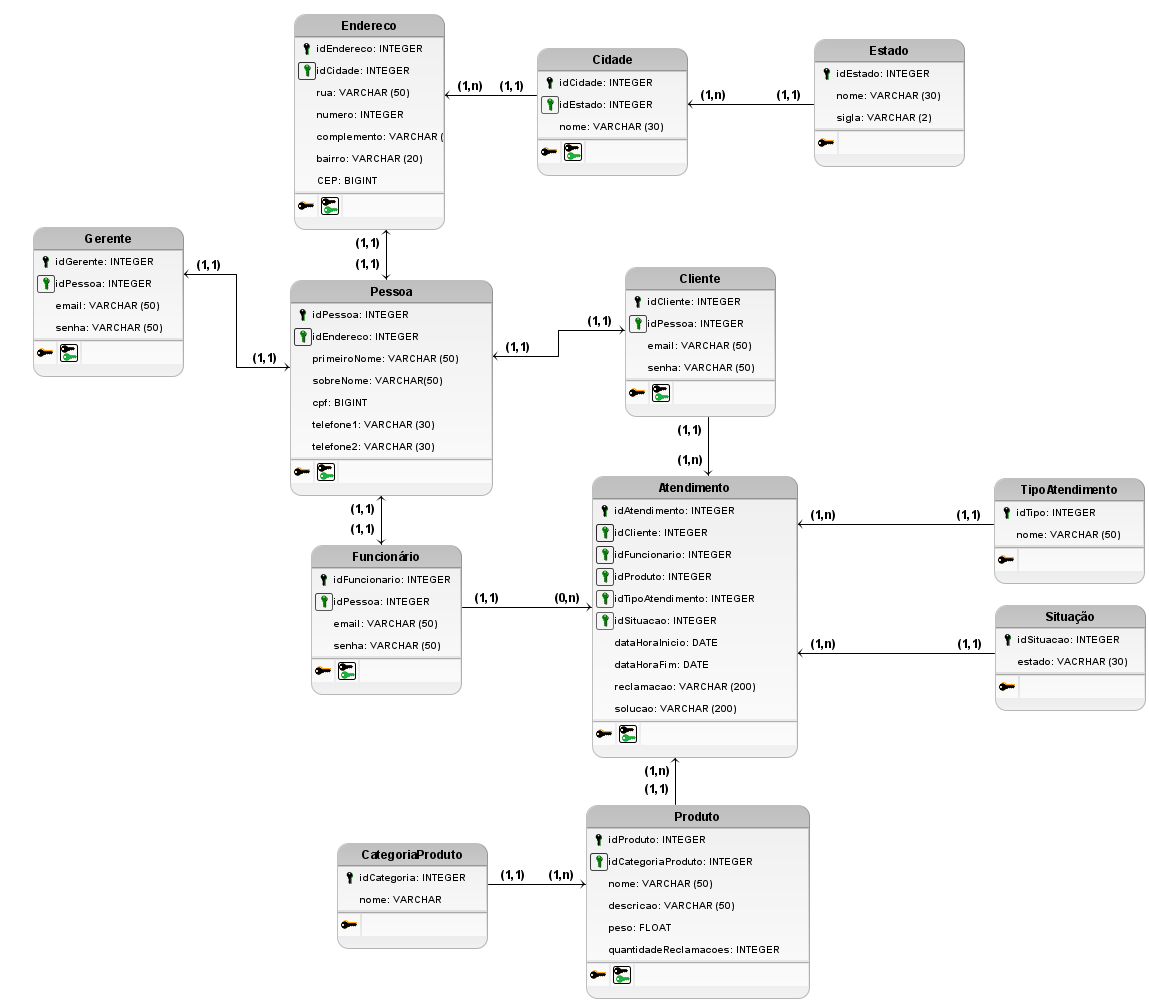 Endereco
idEndereco: INTEGER
idCidade: INTEGER
rua: VARCHAR (50)
numero: INTEGER
complemento: VARCHAR (
bairro: VARCHAR (20)
CEP: BIGINT
(1,n)
(1,1)
Cidade
idCidade: INTEGER
idEstado: INTEGER
nome: VARCHAR (30)
(1,n)
(1,1)
Estado
idEstado: INTEGER
nome: VARCHAR (30)
sigla: VARCHAR (2)
(1,1)
(1,1)
Gerente
idGerente: INTEGER
idPessoa: INTEGER
email: VARCHAR (50)
senha: VARCHAR (50)
(1,1)
(1,1)
Pessoa
idPessoa: INTEGER
idEndereco: INTEGER
primeiroNome: VARCHAR (50)
sobreNome: VARCHAR(50)
cpf: BIGINT
telefone1: VARCHAR (30)
telefone2: VARCHAR (30)
(1,1)
(1,1)
Cliente
idCliente: INTEGER
idPessoa: INTEGER
email: VARCHAR (50)
senha: VARCHAR (50)
(1,1)
(1,n)
(1,1)
(1,1)
Funcionário
idFuncionario: INTEGER
idPessoa: INTEGER
email: VARCHAR (50)
senha: VARCHAR (50)
(1,1)
(0,n)
Atendimento
idAtendimento: INTEGER
idCliente: INTEGER
idFuncionario: INTEGER
idProduto: INTEGER
idTipoAtendimento: INTEGER
idSituacao: INTEGER
dataHoraInicio: DATE
dataHoraFim: DATE
reclamacao: VARCHAR (200)
solucao: VARCHAR (200)
(1,n)
(1,1)
TipoAtendimento
idTipo: INTEGER
nome: VARCHAR (50)
(1,n)
(1,1)
Situação
idSituacao: INTEGER
estado: VACRHAR (30)
(1,n)
(1,1)
CategoriaProduto
idCategoria: INTEGER
nome: VARCHAR
(1,1)
(1,n)
Produto
idProduto: INTEGER
idCategoriaProduto: INTEGER
nome: VARCHAR (50)
descricao: VARCHAR (50)
peso: FLOAT
quantidadeReclamacoes: INTEGER